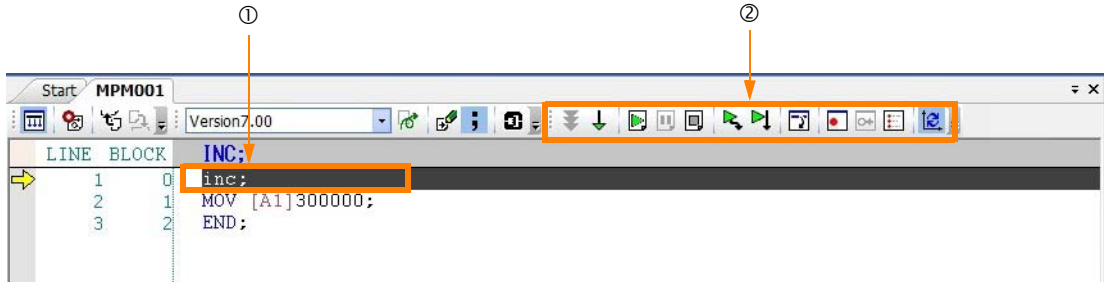 ① ②
Start MPM001
Version7.00
LINE BLOCK INC;
1 0 inc;
2 1 MOV [A1]300000;
3 2 END;